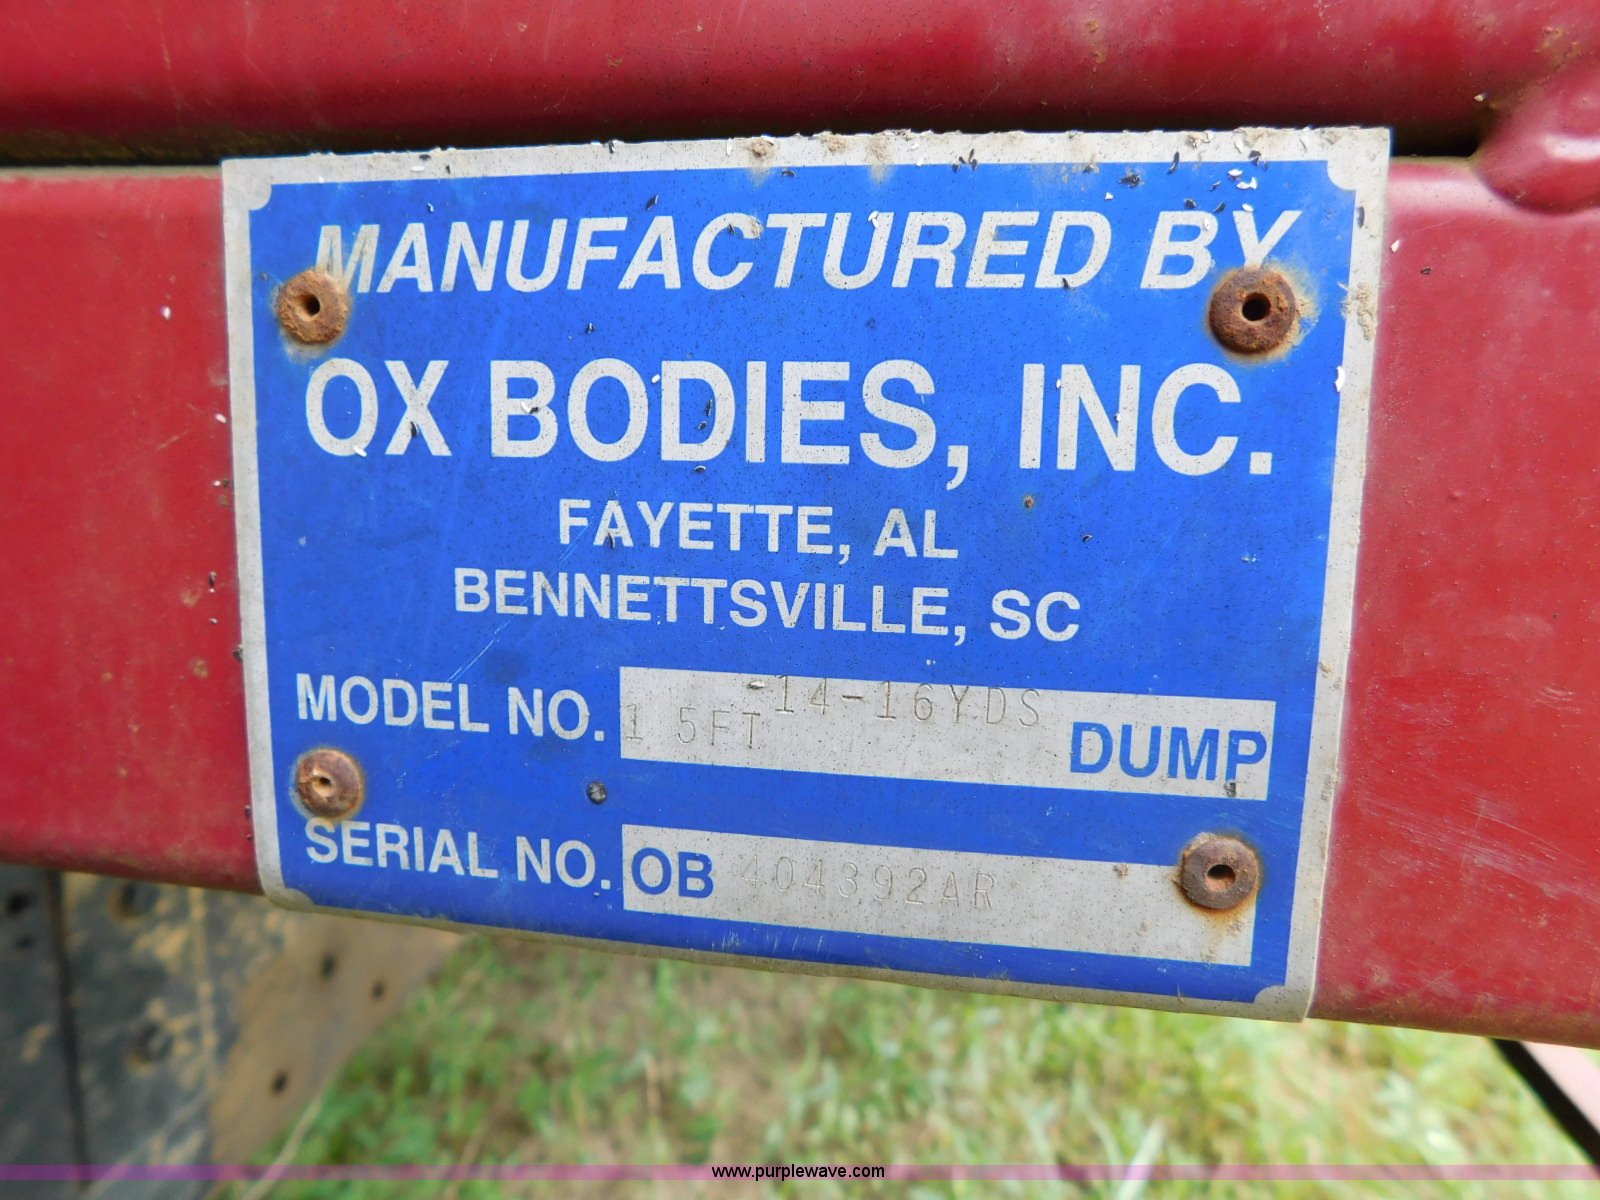 MANUFACTURED BY
OX BODIES, INC.
FAYETTE, AL
BENNETTSVILLE, SC
MODEL NO. 15FT -14-16YDS DUMP
SERIAL NO. OB 404392AR
www.purplewave.com